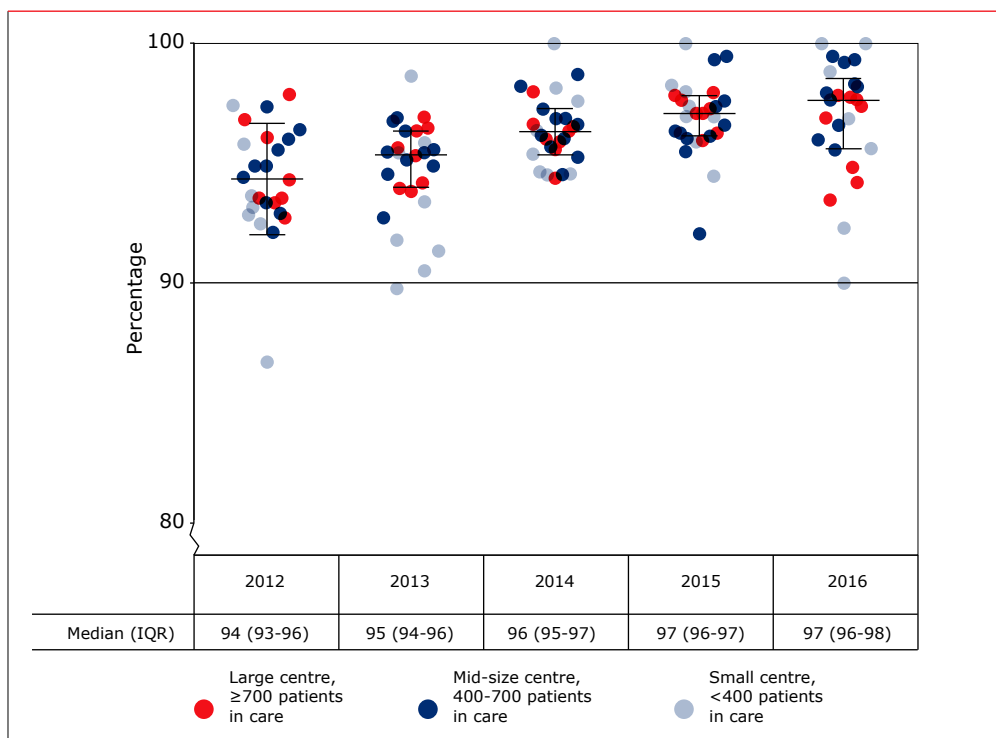 100
90
80
Percentage
2012 2013 2014 2015 2016
Median (IQR) 94 (93-96) 95 (94-96) 96 (95-97) 97 (96-97) 97 (96-98)
Large centre,
≥700 patients
in care
Mid-size centre,
400-700 patients
in care
Small centre,
<400 patients
in care